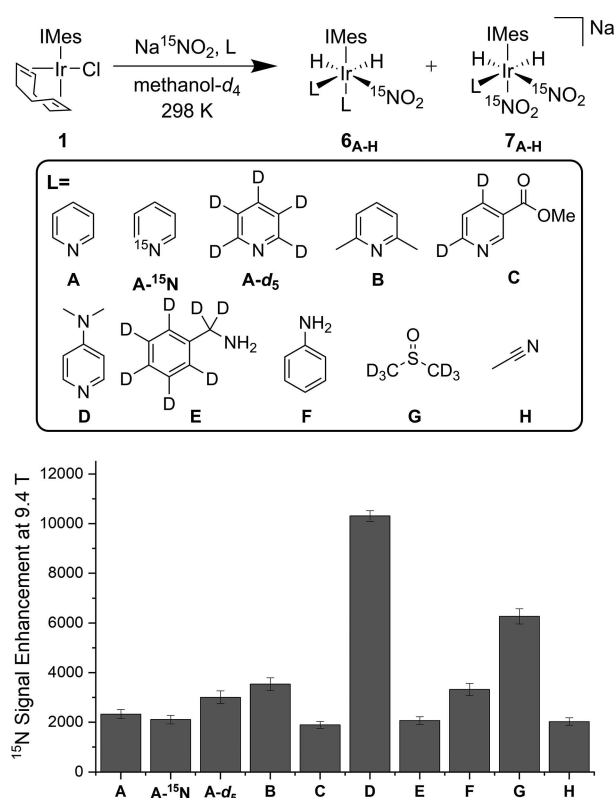 IMes
Ir Cl
1
Na¹⁵NO₂, L
methanol-d₄
298 K
IMes
H H
Ir
L ¹⁵NO₂
L
6A-H
+
IMes
H H
Ir
L ¹⁵NO₂
¹⁵NO₂
Na
7A-H
L=
N
A
¹⁵N
A-¹⁵N
D
D D
D N D
A-d₅
N
B
D O
OMe
D N
C
N
N
D
D D D
D NH₂
D D
D
E
NH₂
F
O
S
D₃C CD₃
G
N
H
¹⁵N Signal Enhancement at 9.4 T
12000
10000
8000
6000
4000
2000
0
A A-¹⁵N A-d₅ B C D E F G H